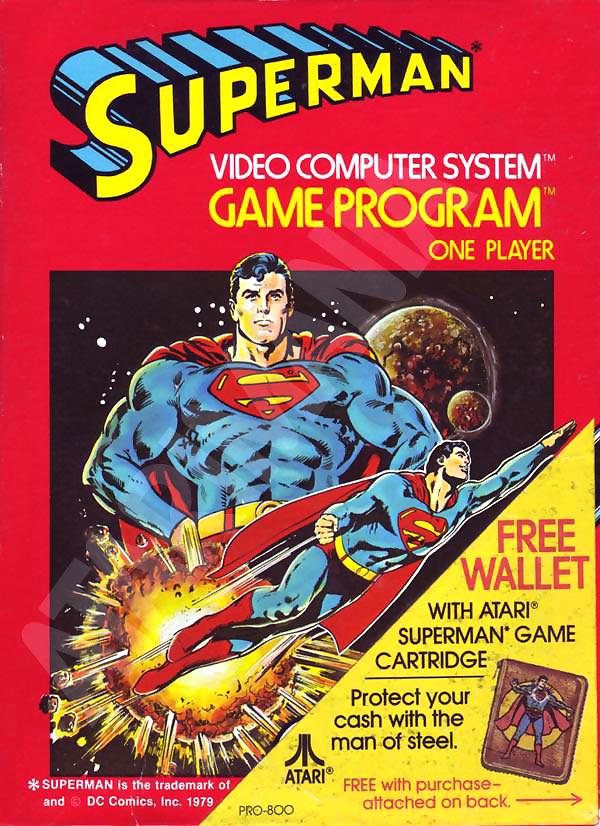 SUPERMAN*
VIDEO COMPUTER SYSTEM™
GAME PROGRAM™
ONE PLAYER
FREE
WALLET
WITH ATARI®
SUPERMAN* GAME
CARTRIDGE
Protect your
cash with the
man of steel.
ATARI®
FREE with purchase–
attached on back.
* SUPERMAN is the trademark of
and © DC Comics, Inc. 1979
PRO-800
ATARIMANIA